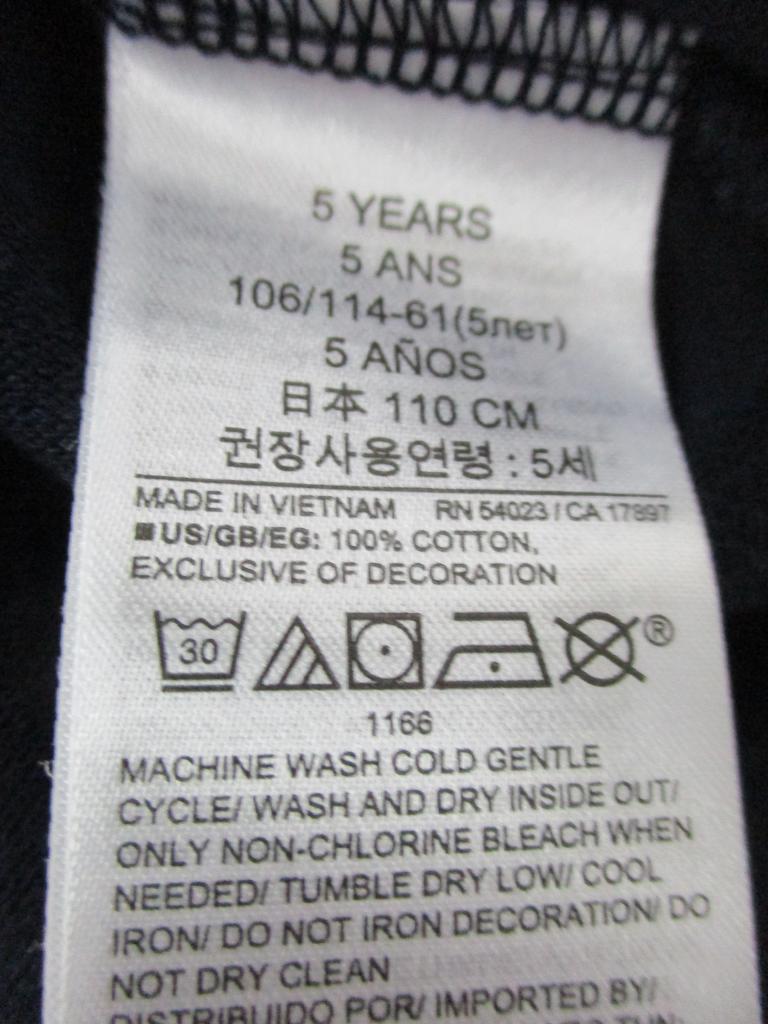 5 YEARS
5 ANS
106/114-61(5лет)
5 AÑOS
日本 110 CM
권장사용연령 : 5세
MADE IN VIETNAM RN 54023 / CA 17897
US/GB/EG: 100% COTTON,
EXCLUSIVE OF DECORATION
30 ®
1166
MACHINE WASH COLD GENTLE
CYCLE/ WASH AND DRY INSIDE OUT/
ONLY NON-CHLORINE BLEACH WHEN
NEEDED/ TUMBLE DRY LOW/ COOL
IRON/ DO NOT IRON DECORATION/ DO
NOT DRY CLEAN
DISTRIBUIDO POR/ IMPORTED BY/